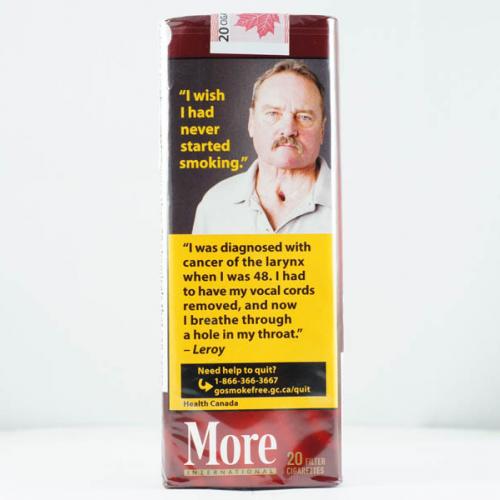 20 CIGA
“I wish
I had
never
started
smoking.”
“I was diagnosed with
cancer of the larynx
when I was 48. I had
to have my vocal cords
removed, and now
I breathe through
a hole in my throat.”
– Leroy
Need help to quit?
1-866-366-3667
gosmokefree.gc.ca/quit
Health Canada
More
INTERNATIONAL
20 FILTER
CIGARETTES